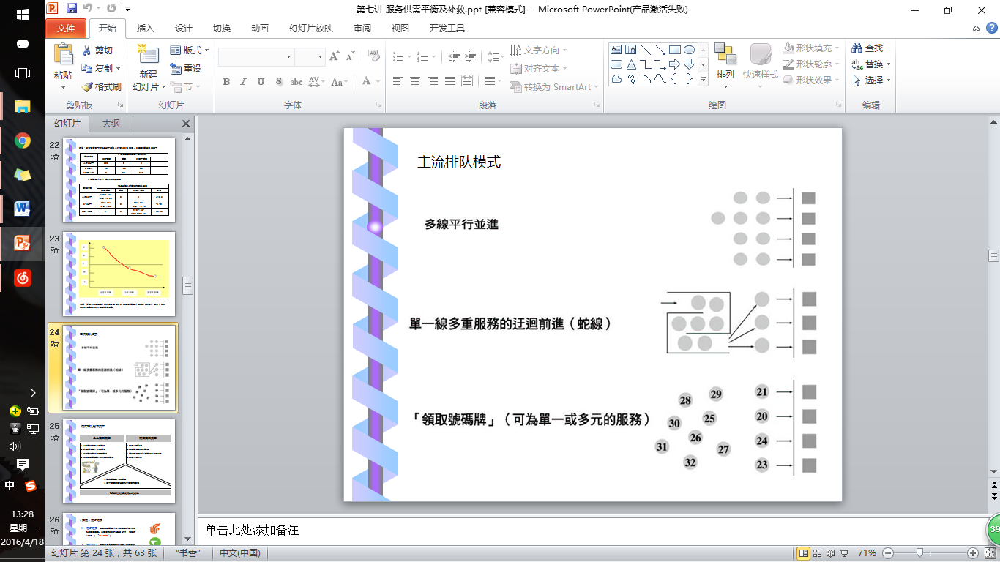 第七讲 服务供需平衡及补救.ppt [兼容模式] - Microsoft PowerPoint(产品激活失败)
文件 开始 插入 设计 切换 动画 幻灯片放映 审阅 视图 开发工具
剪切 版式 文字方向 形状填充 查找
粘贴 复制 新建 重设 对齐文本 排列 快速样式 形状轮廓 替换
格式刷 幻灯片 节 转换为 SmartArt 形状效果 选择
剪贴板 幻灯片 字体 段落 绘图 编辑
幻灯片 大纲
22
23
24
25
26
主流排队模式
多線平行並進
單一線多重服務的迂迴前進（蛇線）
「領取號碼牌」（可為單一或多元的服務）
28 29 21
30 25 20
31 26 27 24
32 23
单击此处添加备注
中
13:28
星期一
2016/4/18
39
幻灯片 第 24 张，共 63 张 “书香” 中文(中国) 71%